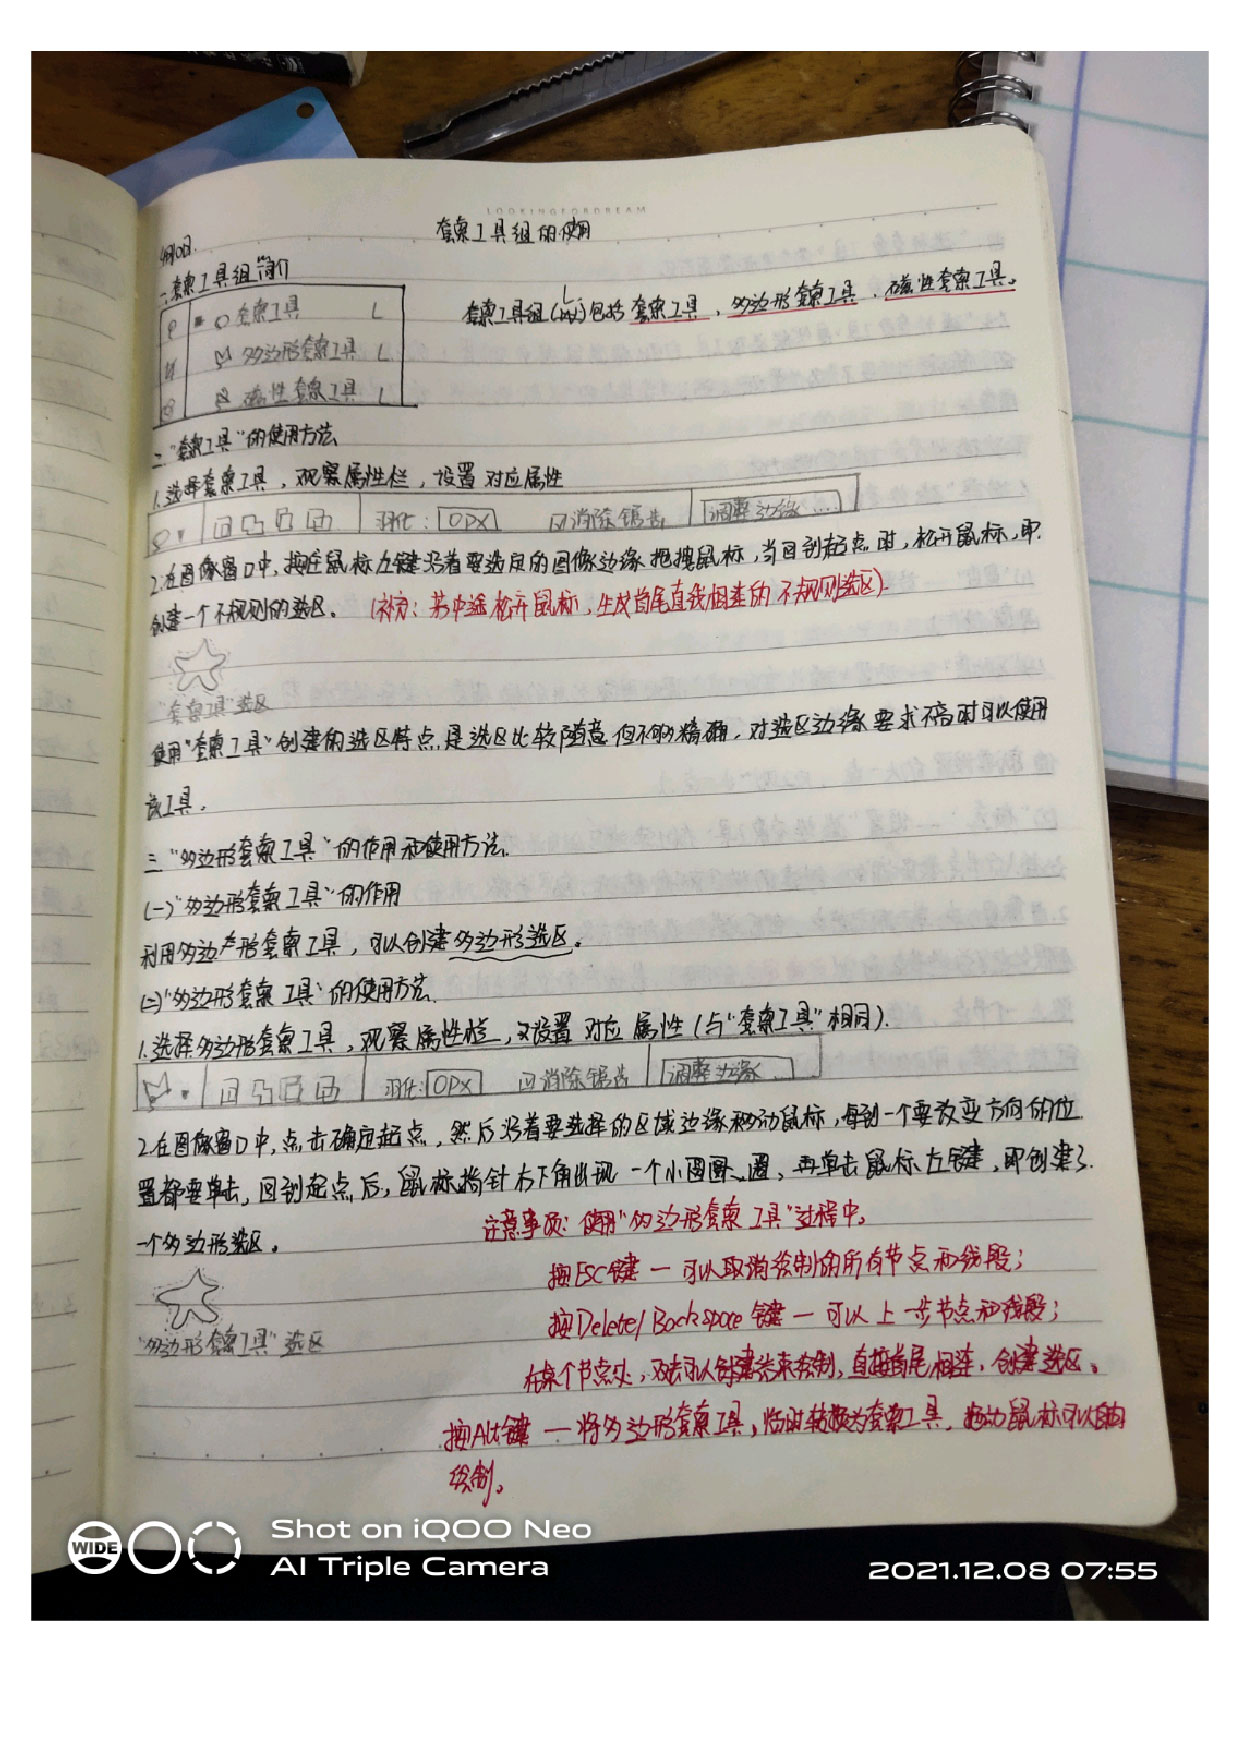 LOOKINGFORDREAM
套索工具组的使用
4月10日.
一.套索工具组简介
套索工具 L
多边形套索工具 L
磁性套索工具 L
套索工具组(L)包括套索工具、多边形套索工具、磁性套索工具。
二."套索工具"的使用方法
1.选择套索工具，观察属性栏，设置对应属性
羽化：0PX 消除锯齿 调整边缘…
2.在图像窗口中，按住鼠标左键沿着要选定的图像边缘拖拽鼠标，当回到起点时，松开鼠标，即
创建一个不规则的选区。(补充：若中途松开鼠标，生成首尾直线相连的不规则选区).
"套索工具"选区
使用"套索工具"创建的选区特点是选区比较随意但不够精确，对选区边缘要求不高时可以使用
该工具.
三."多边形套索工具"的作用和使用方法.
(一)"多边形套索工具"的作用
利用多边形套索工具，可以创建多边形选区。
(二)"多边形套索工具"的使用方法.
1.选择多边形套索工具，观察属性栏，设置对应属性(与"套索工具"相同).
羽化：0PX 消除锯齿 调整边缘…
2.在图像窗口中，点击确定起点，然后沿着要选择的区域边缘移动鼠标，每到一个要改变方向的位
置都要单击，回到起点后，鼠标指针右下角出现一个小圆圈，再单击鼠标左键，即创建了
一个多边形选区。
注意事项：使用"多边形套索工具"过程中，
按ESC键—可以取消绘制的所有节点和线段；
按Delete/Backspace键—可以上一步节点和线段；
在某个节点处，双击可以创建结束绘制，直接首尾相连，创建选区。
按Alt键—将多边形套索工具，临时转换为套索工具，拖动鼠标可以自由
绘制。
"多边形套索工具"选区
WIDE
Shot on iQOO Neo
AI Triple Camera
2021.12.08 07:55